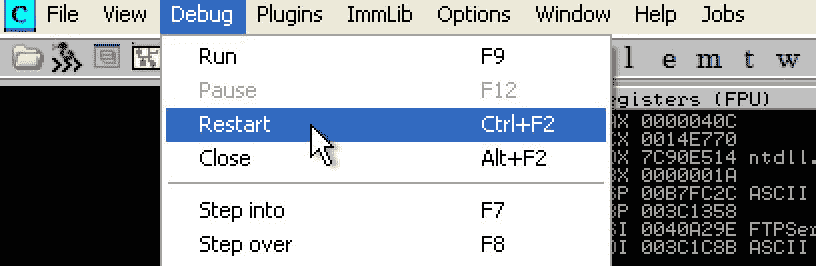 C File View Debug Plugins ImmLib Options Window Help Jobs
l e m t w
Run F9
Pause F12
Restart Ctrl+F2
Close Alt+F2
Step into F7
Step over F8
gisters (FPU)
X 0000040C
X 0014E770
X 7C90E514 ntdll.
X 0000001A
P 00B7FC2C ASCII
P 003C1358
I 0040A29E FTPSer
I 003C1C8B ASCII